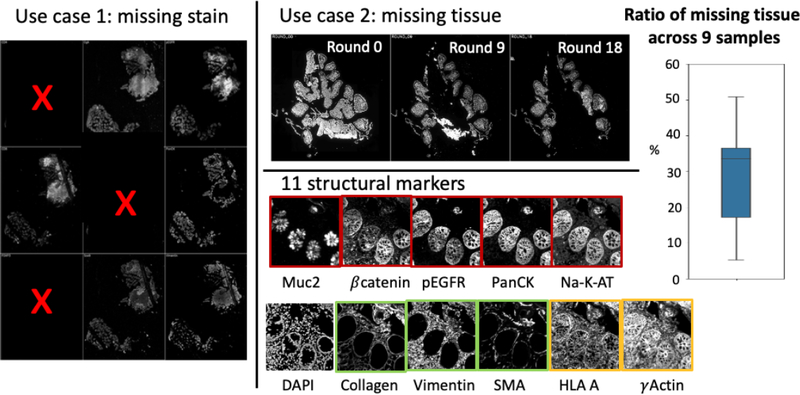 Use case 1: missing stain
Use case 2: missing tissue
ROUND_00
Round 0
Round 9
ROUND_18
Round 18
Ratio of missing tissue
across 9 samples
60
50
40
%
30
20
10
0
11 structural markers
Muc2
βcatenin
pEGFR
PanCK
Na-K-AT
DAPI
Collagen
Vimentin
SMA
HLA A
γActin
X
X
X